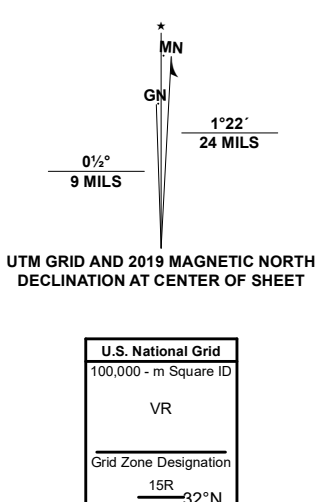 ★
MN
GN
1°22´
24 MILS
0½°
9 MILS
UTM GRID AND 2019 MAGNETIC NORTH
DECLINATION AT CENTER OF SHEET
U.S. National Grid
100,000 - m Square ID
VR
Grid Zone Designation
15R
32°N